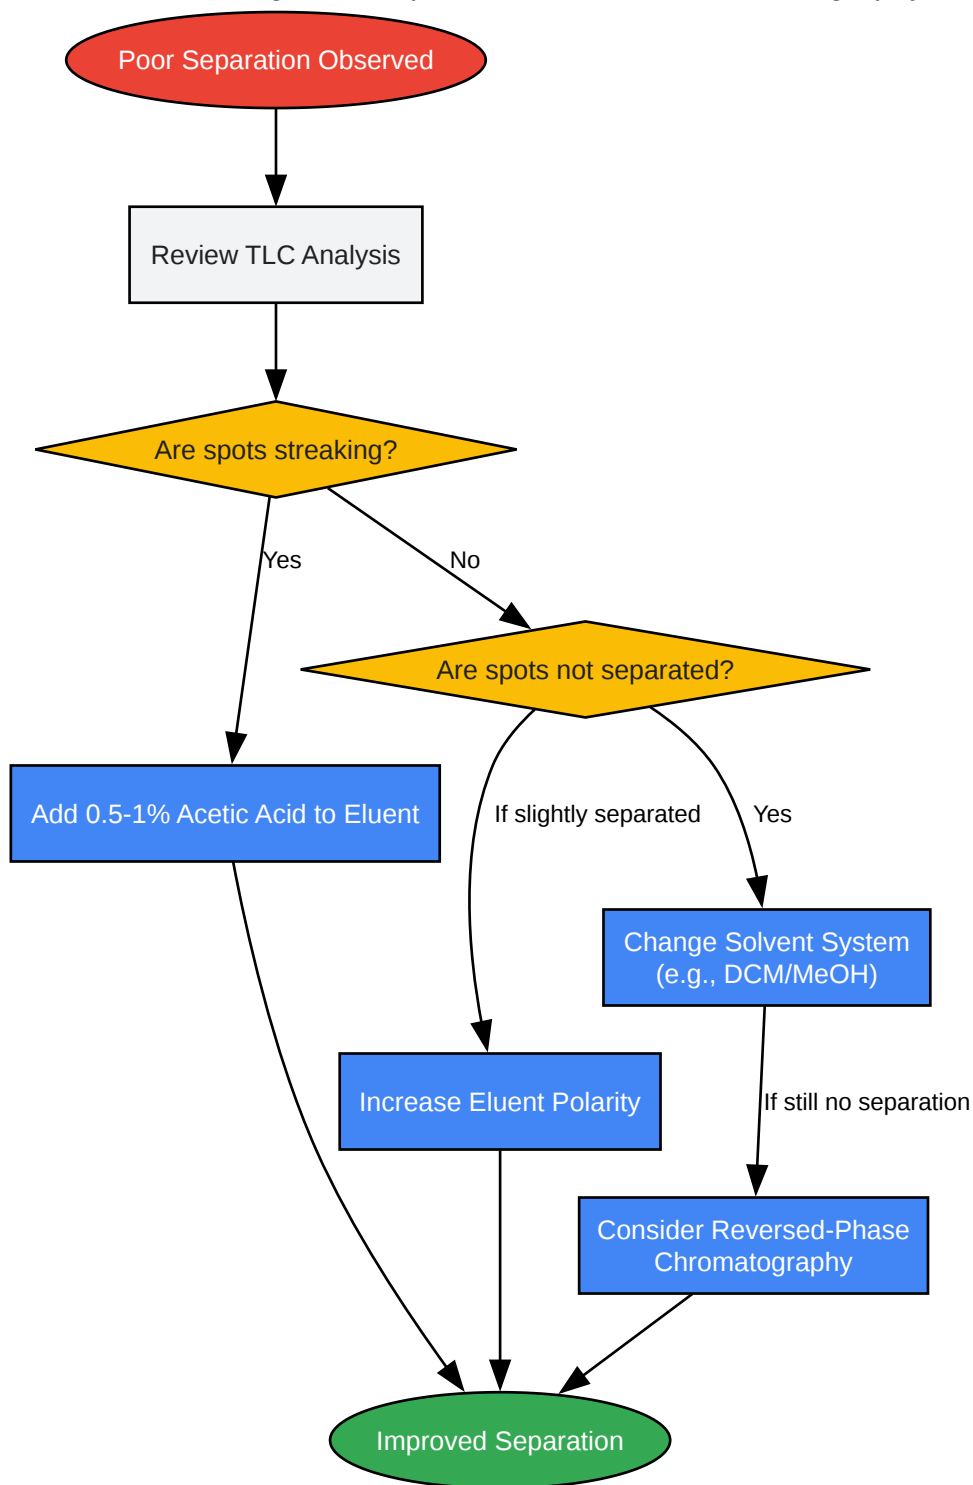 Poor Separation Observed
Review TLC Analysis
Are spots streaking?
Yes
No
Are spots not separated?
Add 0.5-1% Acetic Acid to Eluent
If slightly separated
Yes
Change Solvent System
(e.g., DCM/MeOH)
Increase Eluent Polarity
If still no separation
Consider Reversed-Phase
Chromatography
Improved Separation